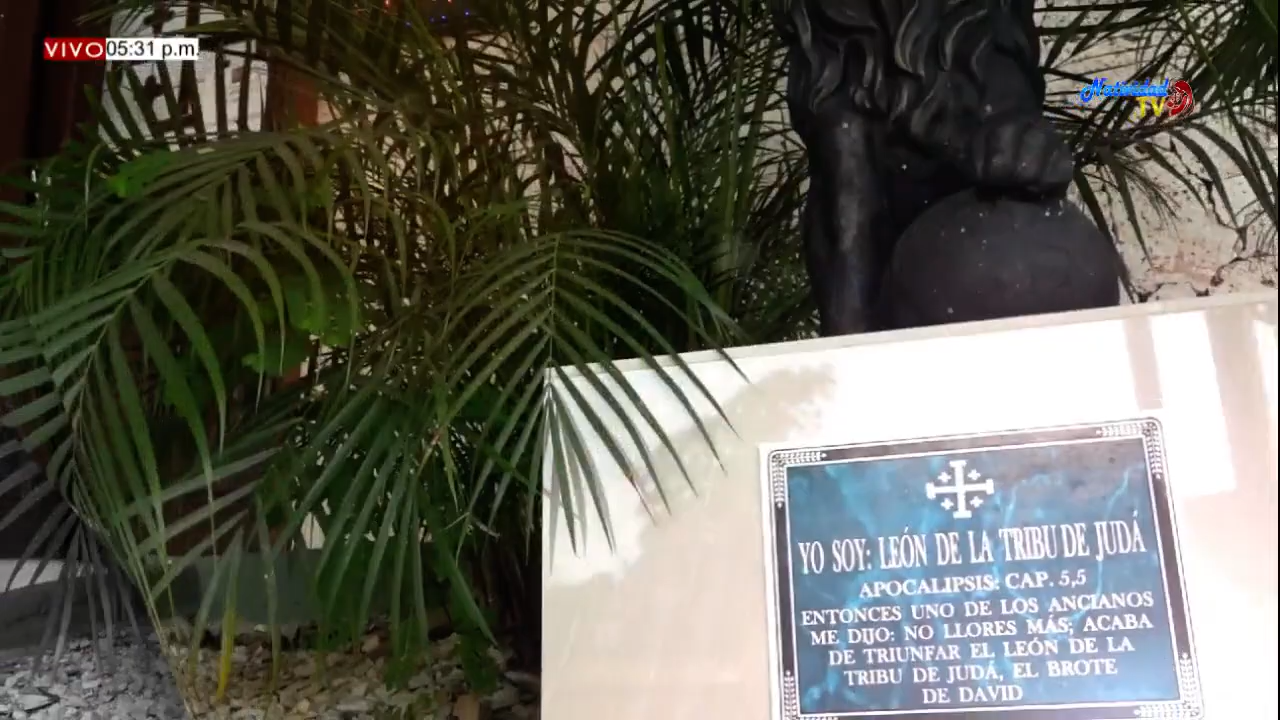 VIVO 05:31 p.m
Natividad
TV
YO SOY: LEÓN DE LA TRIBU DE JUDÁ
APOCALIPSIS: CAP. 5,5
ENTONCES UNO DE LOS ANCIANOS
ME DIJO: NO LLORES MÁS; ACABA
DE TRIUNFAR EL LEÓN DE LA
TRIBU DE JUDÁ, EL BROTE
DE DAVID